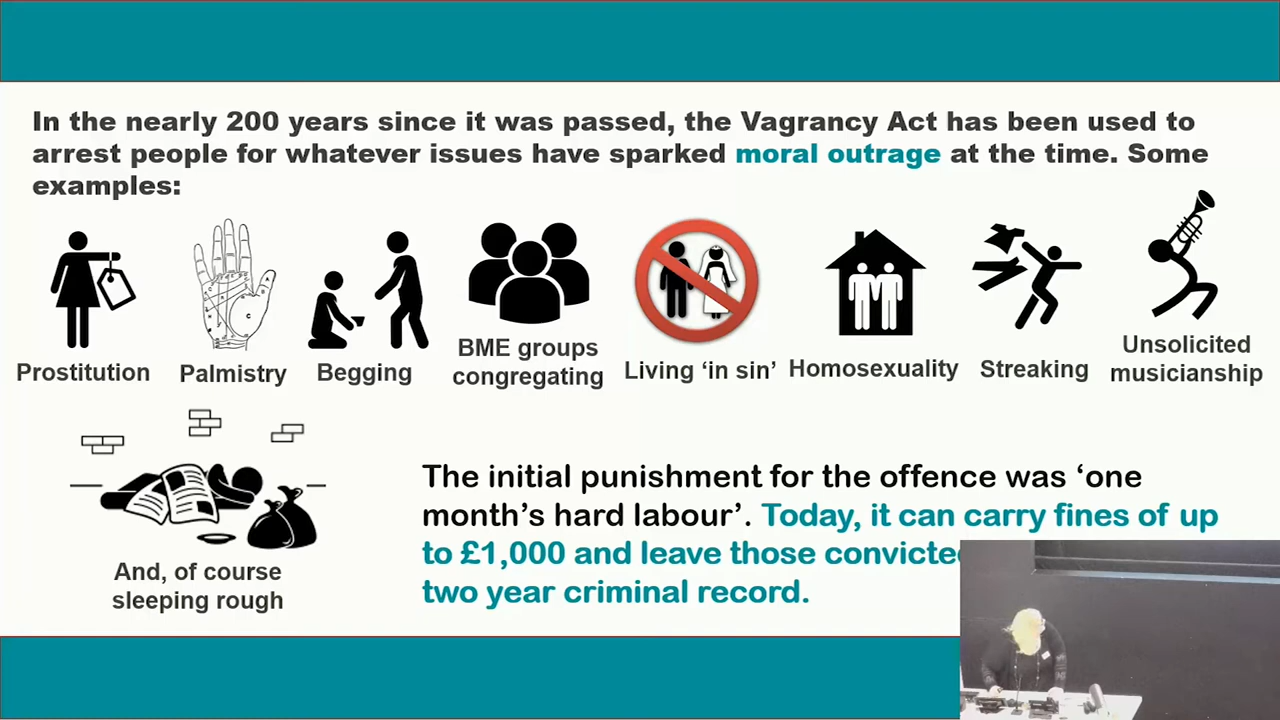 In the nearly 200 years since it was passed, the Vagrancy Act has been used to
arrest people for whatever issues have sparked moral outrage at the time. Some
examples:
Prostitution
Palmistry
Begging
BME groups
congregating
Living ‘in sin’
Homosexuality
Streaking
Unsolicited
musicianship
And, of course
sleeping rough
The initial punishment for the offence was ‘one
month’s hard labour’. Today, it can carry fines of up
to £1,000 and leave those convicted
two year criminal record.